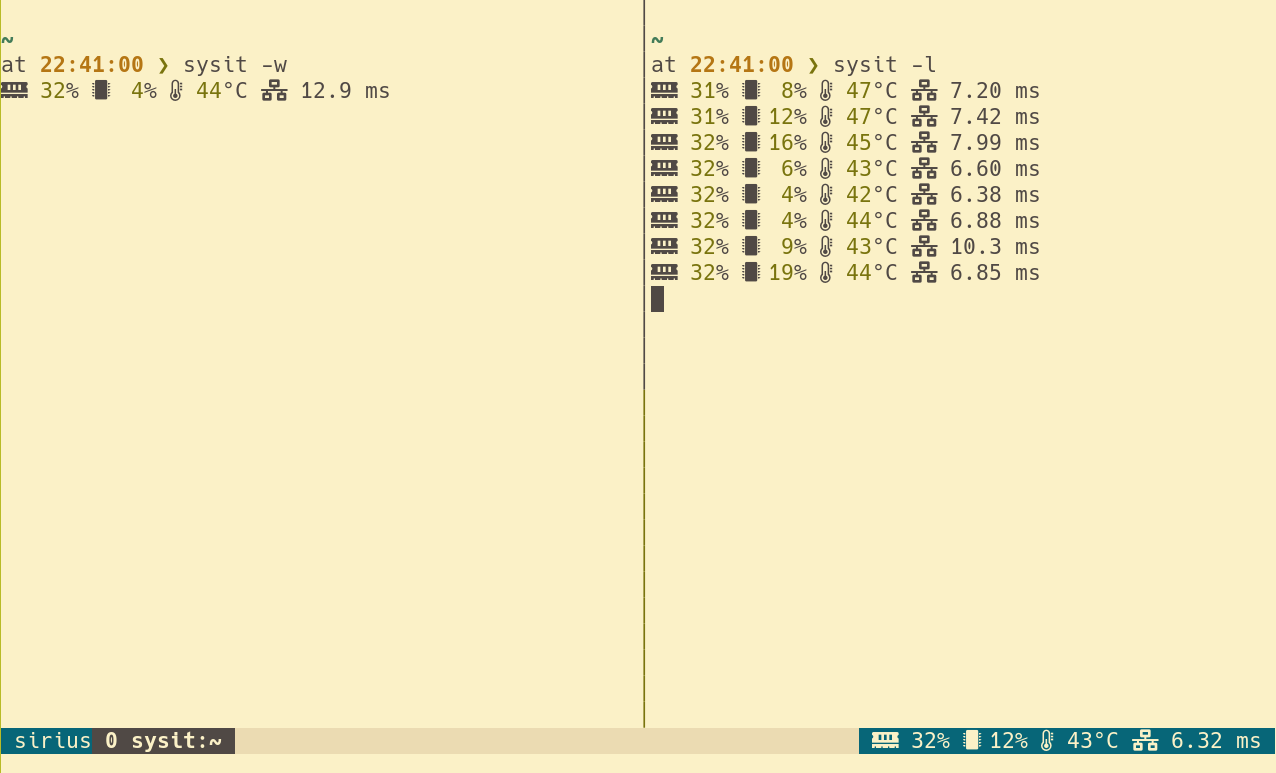 ~
at 22:41:00 ❯ sysit -w
32% 4% 44°C 12.9 ms
~
at 22:41:00 ❯ sysit -l
31% 8% 47°C 7.20 ms
31% 12% 47°C 7.42 ms
32% 16% 45°C 7.99 ms
32% 6% 43°C 6.60 ms
32% 4% 42°C 6.38 ms
32% 4% 44°C 6.88 ms
32% 9% 43°C 10.3 ms
32% 19% 44°C 6.85 ms
sirius 0 sysit:~ 32% 12% 43°C 6.32 ms